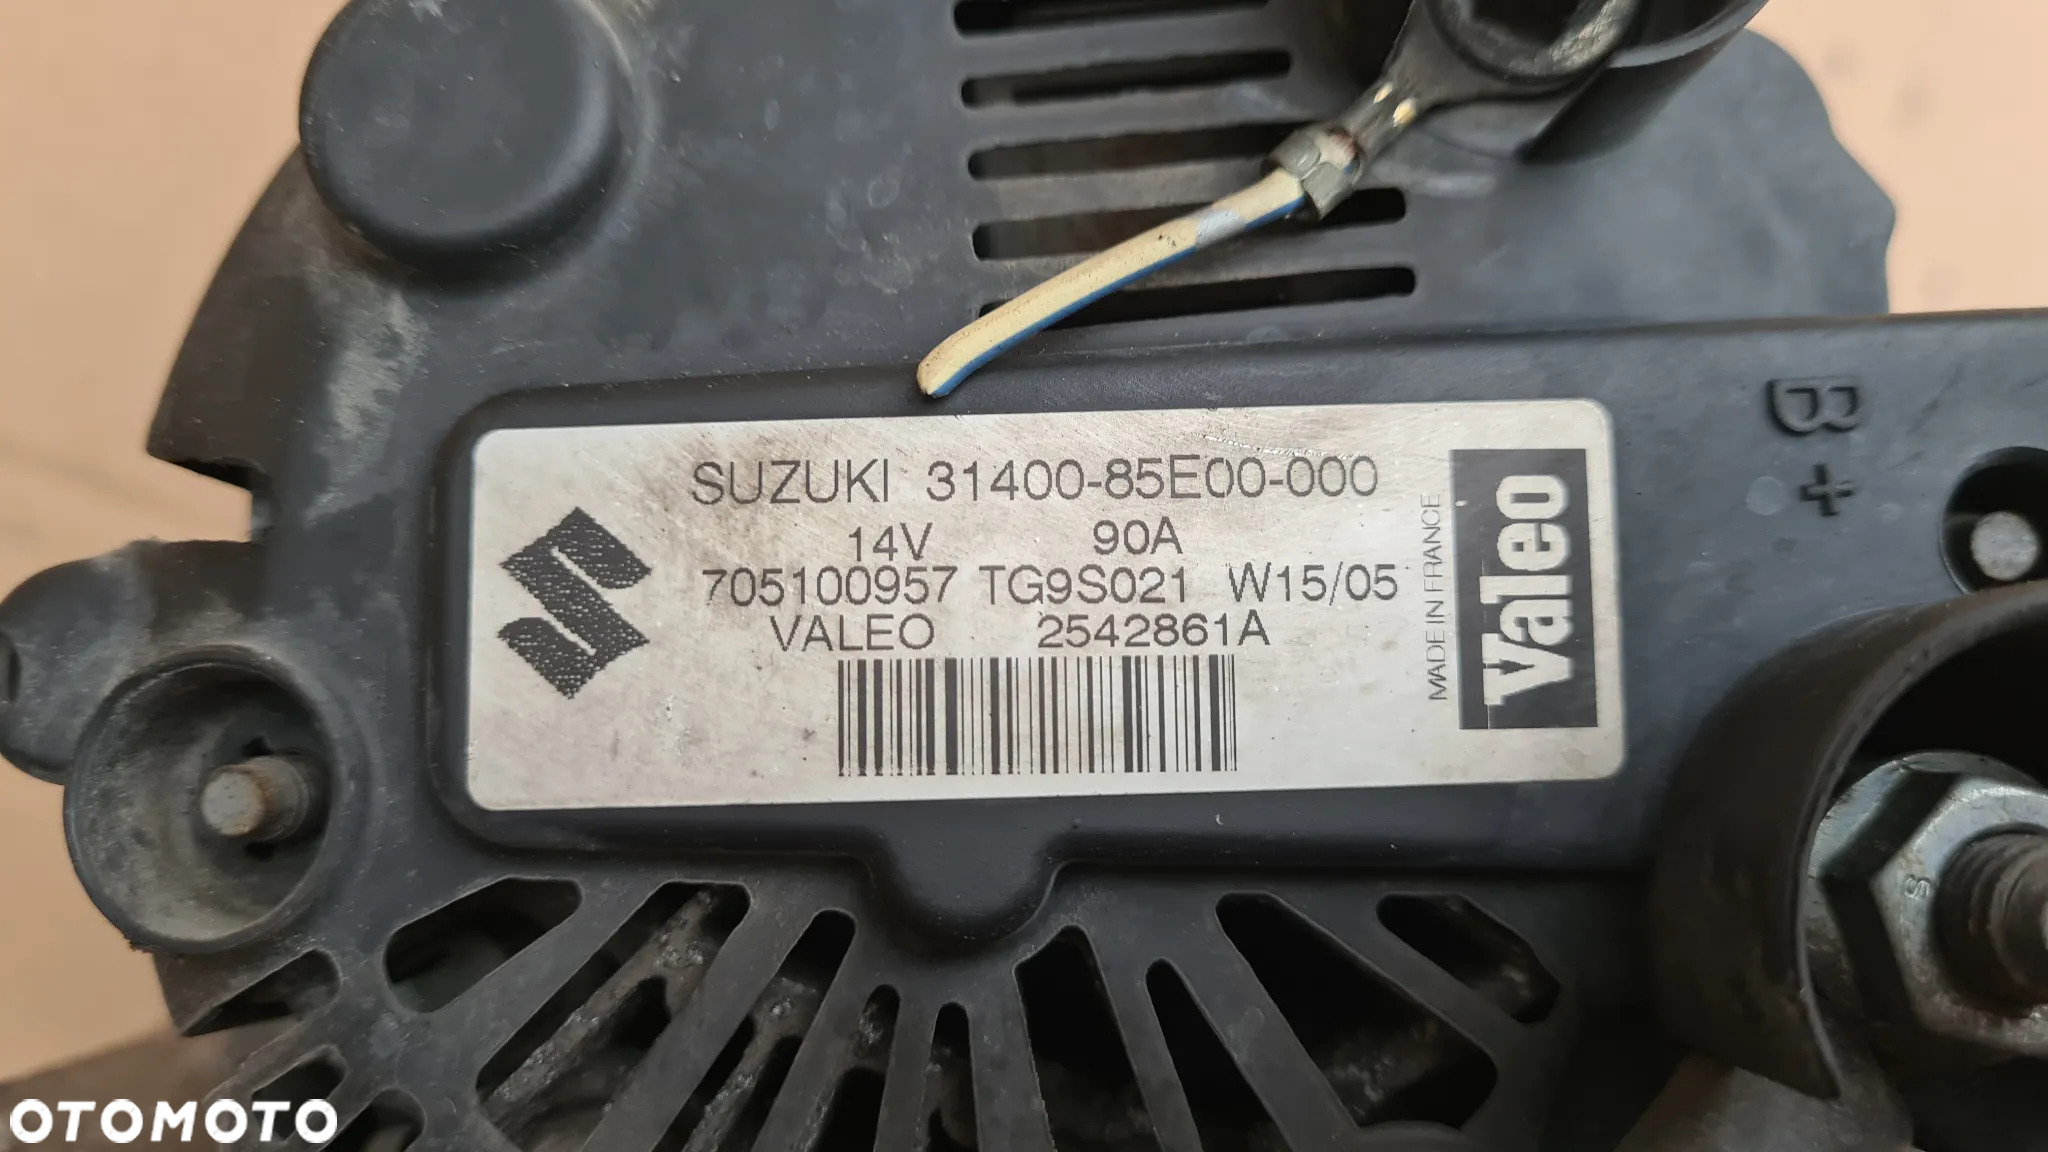 SUZUKI 31400-85E00-000
14V 90A
705100957 TG9S021 W15/05
VALEO 2542861A
MADE IN FRANCE
Valeo
B+
OTOMOTO